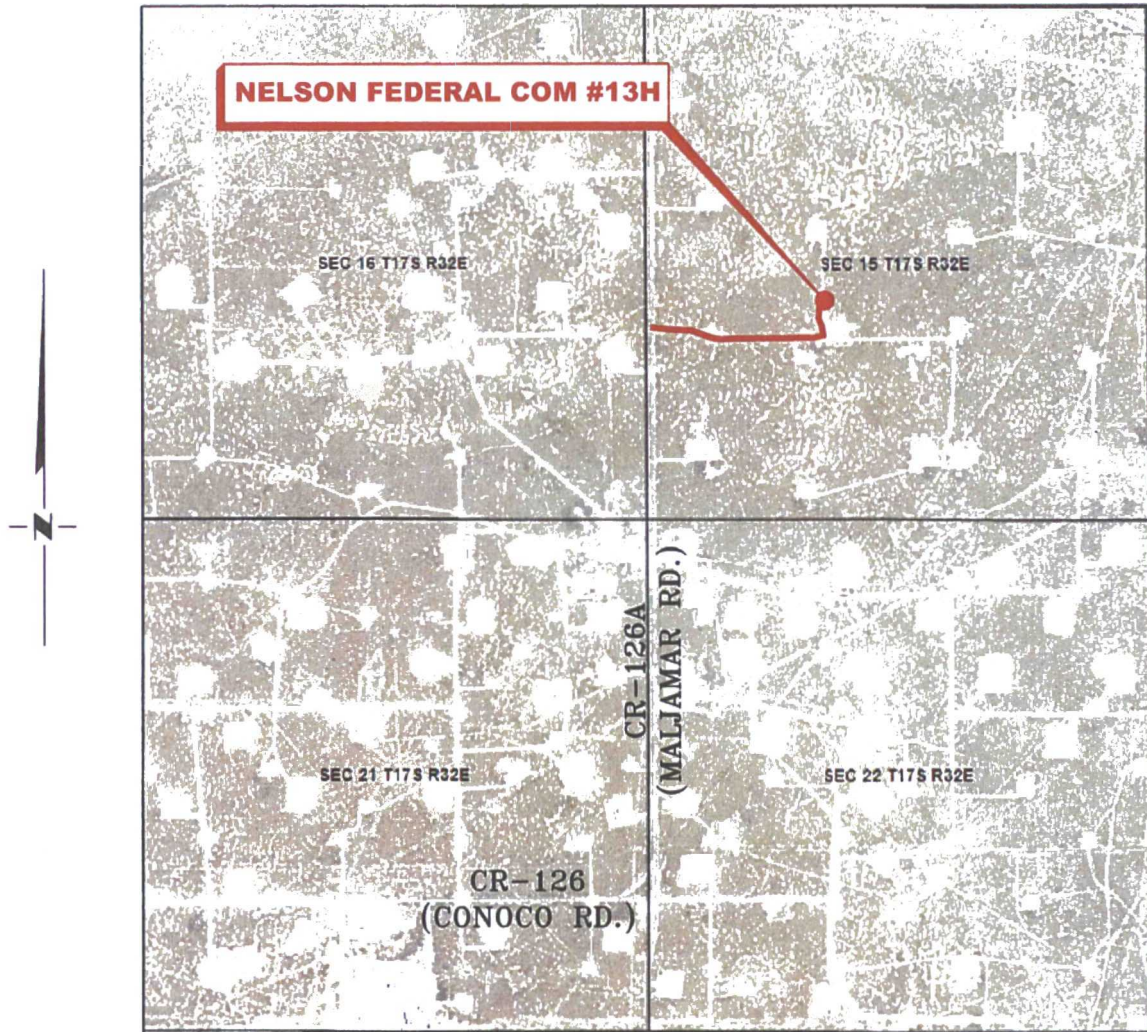 NELSON FEDERAL COM #13H
SEC 16 T17S R32E
SEC 15 T17S R32E
N
CR-126A
(MALJAMAR RD.)
SEC 21 T17S R32E
SEC 22 T17S R32E
CR-126
(CONOCO RD.)